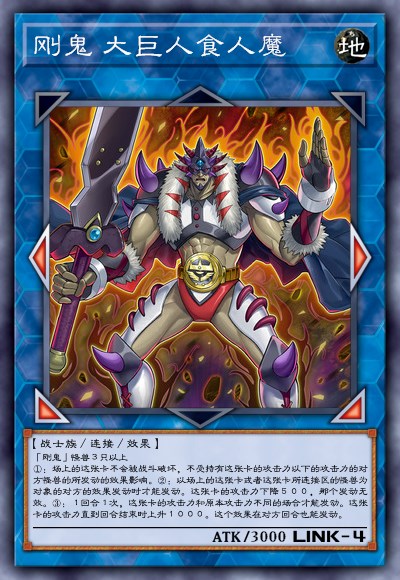 刚鬼 大巨人食人魔
地
【战士族／连接／效果】
「刚鬼」怪兽３只以上
①：场上的这张卡不会被战斗破坏，不受持有这张卡的攻击力以下的攻击力的对
方怪兽的所发动的效果影响。②：以场上的这张卡或者这张卡所连接区的怪兽为
对象的对方的效果发动时才能发动。这张卡的攻击力下降５００，那个发动无
效。③：１回合１次，这张卡的攻击力和原本攻击力不同的场合才能发动。这张
卡的攻击力直到回合结束时上升１０００。这个效果在对方回合也能发动。
ATK/3000 LINK-4